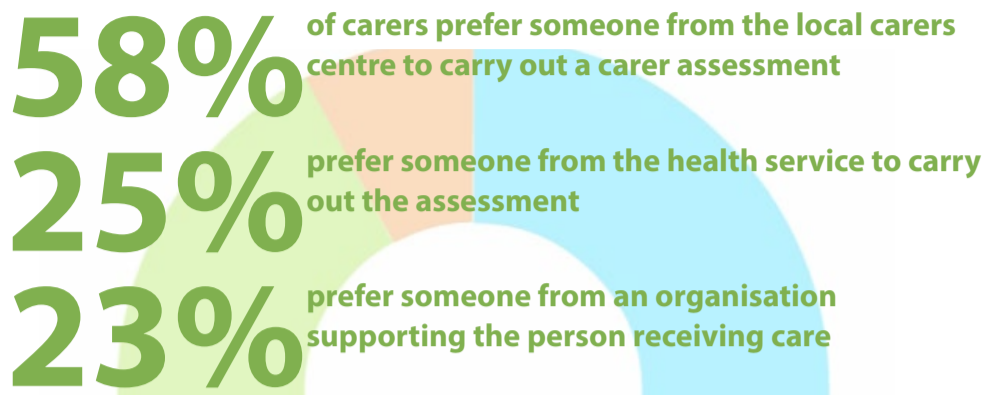 58% of carers prefer someone from the local carers
centre to carry out a carer assessment
25% prefer someone from the health service to carry
out the assessment
23% prefer someone from an organisation
supporting the person receiving care